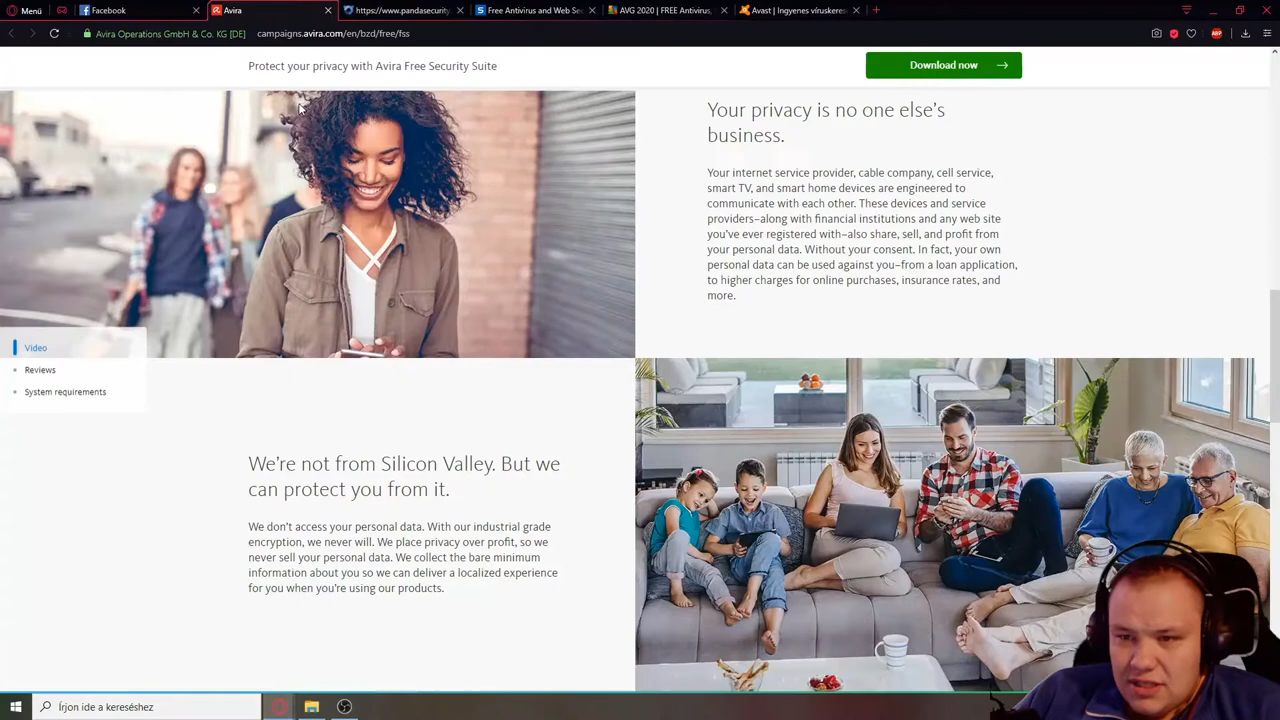 Menü
Facebook
Avira
https://www.pandasecurity
Free Antivirus and Web Sec
AVG 2020 | FREE Antivirus,
Avast | Ingyenes víruskeres
Avira Operations GmbH & Co. KG [DE]
campaigns.avira.com/en/bzd/free/fss
ABP
Protect your privacy with Avira Free Security Suite
Download now
Your privacy is no one else's
business.
Your internet service provider, cable company, cell service,
smart TV, and smart home devices are engineered to
communicate with each other. These devices and service
providers–along with financial institutions and any web site
you've ever registered with–also share, sell, and profit from
your personal data. Without your consent. In fact, your own
personal data can be used against you–from a loan application,
to higher charges for online purchases, insurance rates, and
more.
Video
Reviews
System requirements
We're not from Silicon Valley. But we
can protect you from it.
We don't access your personal data. With our industrial grade
encryption, we never will. We place privacy over profit, so we
never sell your personal data. We collect the bare minimum
information about you so we can deliver a localized experience
for you when you're using our products.
Írjon ide a kereséshez